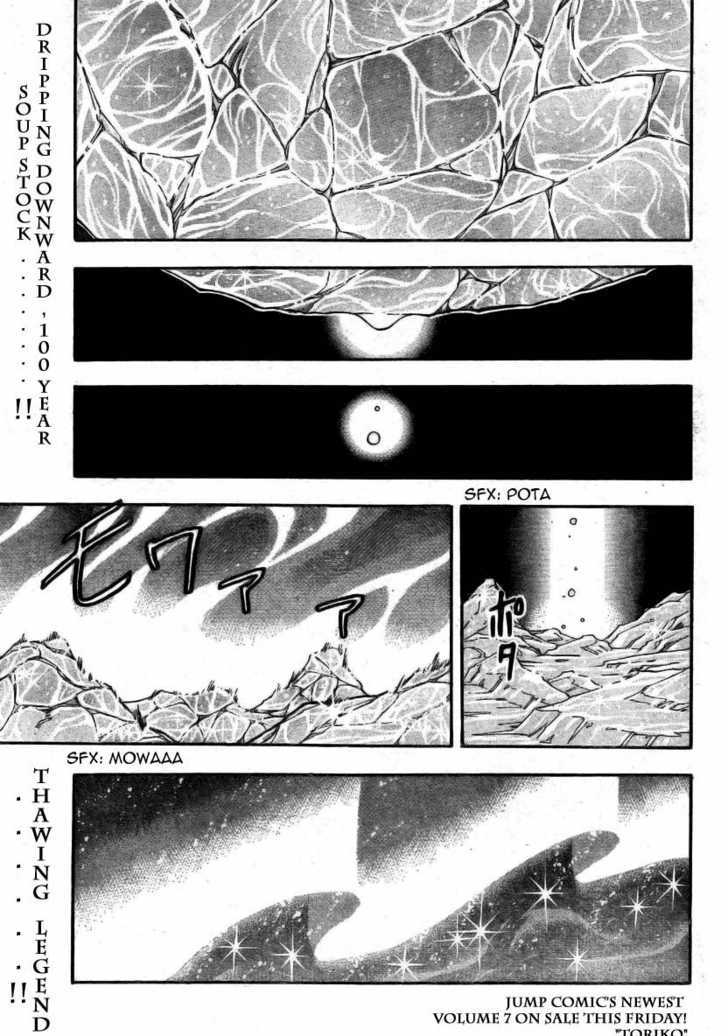 DRIPPING DOWNWARD, 100 YEAR
SOUP STOCK........!!
SFX: POTA
ポタ
モワァァ
SFX: MOWAAA
THAWING LEGEND
......!!
JUMP COMIC'S NEWEST
VOLUME 7 ON SALE THIS FRIDAY!
"TORIKO"